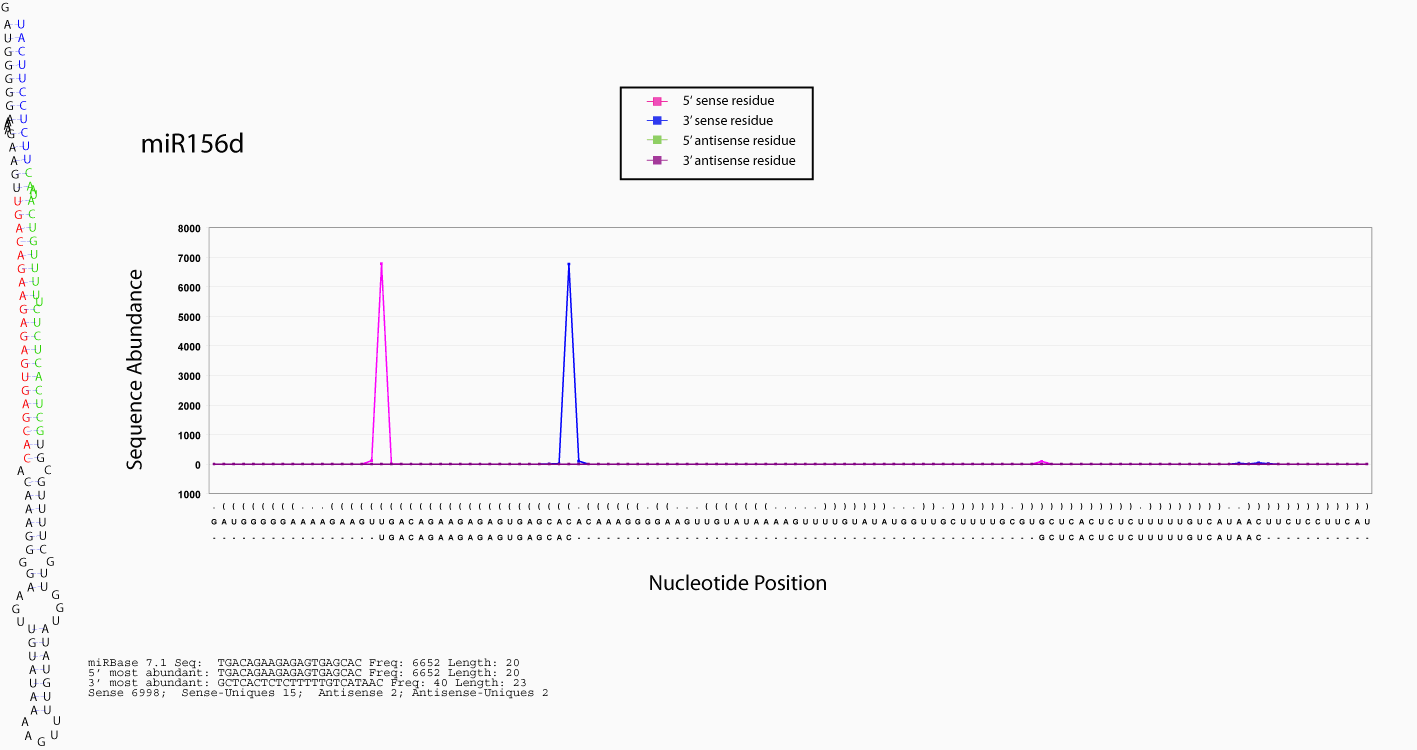 G
A U
U A
G C
G U
G U
G C
G C
A U
G C
A U
A U
G C
U A
U A
G C
A U
C G
A U
G U
A U
A U
U
G C
A U
G C
A U
G C
U A
G C
A U
C G
A U
C G
A C
C G
A U
A U
A U
G U
G C
G G
G U
A U
A G
G G
U U
U A
G U
U A
A U
U G
A U
A U
A U
A U
G
miR156d
5’ sense residue
3’ sense residue
5’ antisense residue
3’ antisense residue
Sequence Abundance
8000
7000
6000
5000
4000
3000
2000
1000
0
1000
G A U G G G G G A A A A G A A G U U G A C A G A A G A G A G U G A G C A C A C A A A G G G G A A G U U G U A U A A A A G U U U U G U A U A U G G U U G C U U U U G C G U G C U C A C U C U C U U U U U G U C A U A A C U U C U C C U U C A U
- - - - - - - - - - - - - - - - - U G A C A G A A G A G A G U G A G C A C - - - - - - - - - - - - - - - - - - - - - - - - - - - - - - - - - - - - - - - - - - - - - - - G C U C A C U C U C U U U U U G U C A U A A C - - - - - - - - - - -
Nucleotide Position
miRBase 7.1 Seq: TGACAGAAGAGAGTGAGCAC Freq: 6652 Length: 20
5’ most abundant: TGACAGAAGAGAGTGAGCAC Freq: 6652 Length: 20
3’ most abundant: GCTCACTCTCTTTTTGTCATAAC Freq: 40 Length: 23
Sense 6998; Sense-Uniques 15; Antisense 2; Antisense-Uniques 2